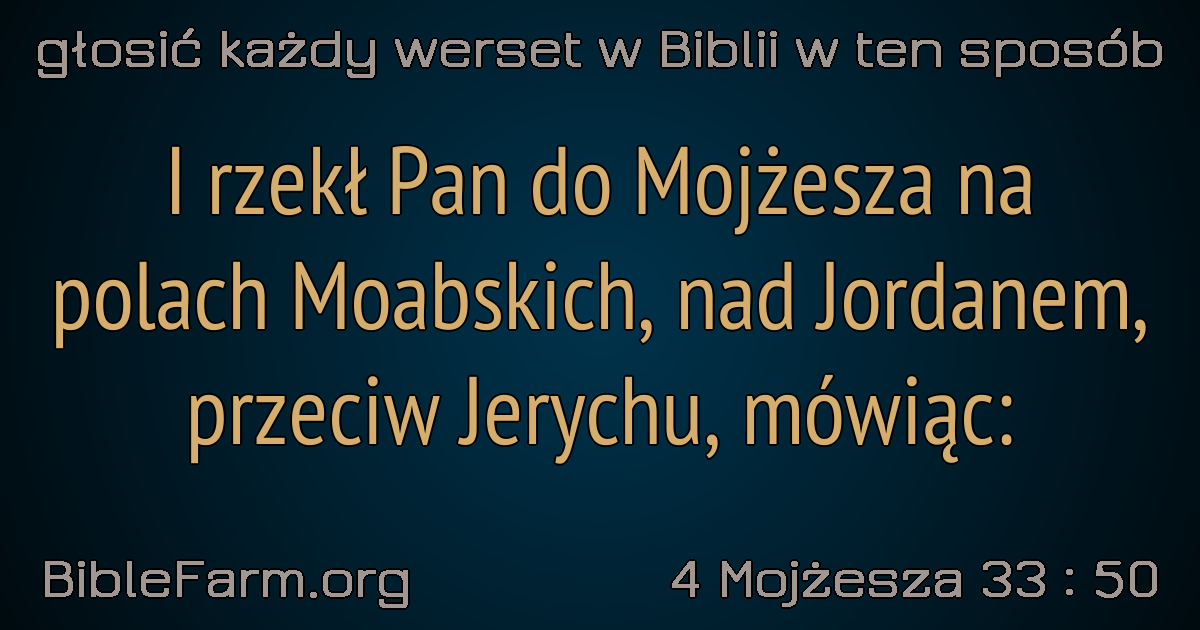 głosić każdy werset w Biblii w ten sposób
I rzekł Pan do Mojżesza na
polach Moabskich, nad Jordanem,
przeciw Jerychu, mówiąc:
BibleFarm.org
4 Mojżesza 33 : 50